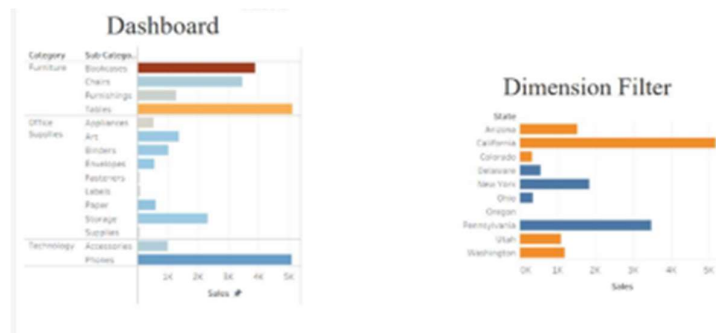 Dashboard
Category Sub-Catego..
Furniture Bookcases
Chairs
Furnishings
Tables
Office Supplies Appliances
Art
Binders
Envelopes
Fasteners
Labels
Paper
Storage
Supplies
Technology Accessories
Phones
1K 2K 3K 4K 5K
Sales
Dimension Filter
State
Arizona
California
Colorado
Delaware
New York
Ohio
Oregon
Pennsylvania
Utah
Washington
0K 1K 2K 3K 4K 5K
Sales